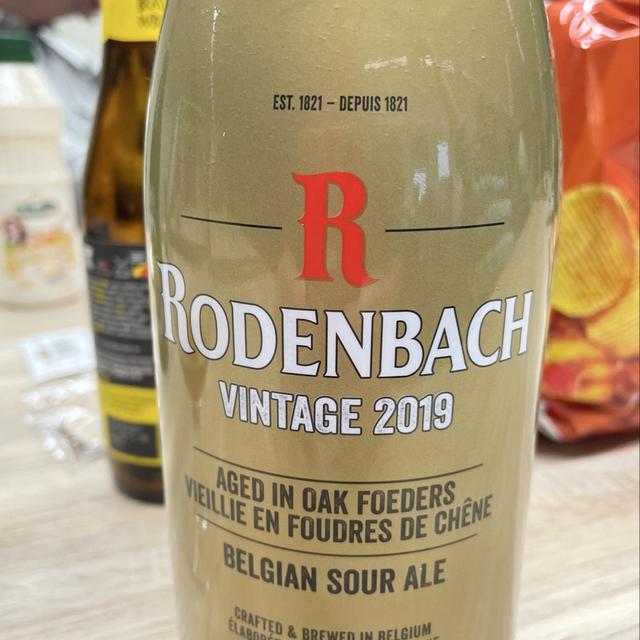 EST. 1821 – DEPUIS 1821
R
RODENBACH
VINTAGE 2019
AGED IN OAK FOEDERS
VIEILLIE EN FOUDRES DE CHÊNE
BELGIAN SOUR ALE
CRAFTED & BREWED IN BELGIUM